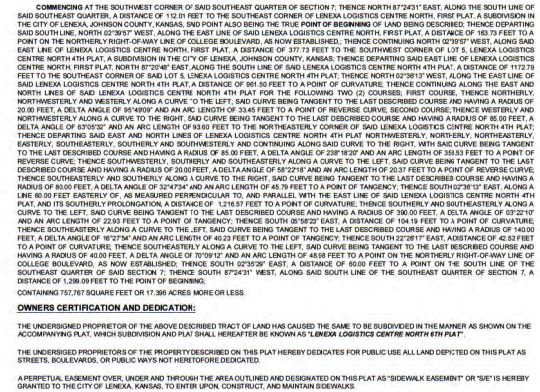 COMMENCING AT THE SOUTHWEST CORNER OF SAID SOUTHEAST QUARTER OF SECTION 7; THENCE NORTH 87°24'31" EAST, ALONG THE SOUTH LINE OF
SAID SOUTHEAST QUARTER, A DISTANCE OF 112.01 FEET TO THE SOUTHEAST CORNER OF LENEXA LOGISTICS CENTRE NORTH, FIRST PLAT, A SUBDIVISION IN
THE CITY OF LENEXA, JOHNSON COUNTY, KANSAS, SND POINT ALSO BEING THE TRUE POINT OF BEGINNING OF LAND BEING DESCRIBED; THENCE DEPARTING
SAID SOUTH LINE, NORTH 02°39'57" WEST, ALONG THE EAST LINE OF SAID LENEXA LOGISTICS CENTRE NORTH, FIRST PLAT, A DISTANCE OF 163.73 FEET TO A
POINT ON THE NORTHERLY RIGHT-OF-WAY LINE OF COLLEGE BOULEVARD, AS NOW ESTABLISHED,; THENCE CONTINUING NORTH 02°39'57" WEST, ALONG SAID
EAST LINE OF LENEXA LOGISTICS CENTRE NORTH, FIRST PLAT, A DISTANCE OF 377.73 FEET TO THE SOUTHWEST CORNER OF LOT 5, LENEXA LOGISTICS
CENTRE NORTH 4TH PLAT, A SUBDIVISION IN THE CITY OF LENEXA, JOHNSON COUNTY, KANSAS; THENCE DEPARTING SAID EAST LINE OF LENEXA LOGISTICS
CENTRE NORTH, FIRST PLAT, NORTH 87°20'46" EAST, ALONG THE SOUTH LINE OF SAID LENEXA LOGISTICS CENTRE NORTH 4TH PLAT, A DISTANCE OF 1172.79
FEET TO THE SOUTHEAST CORNER OF SAID LOT 5, LENEXA LOGISTICS CENTRE NORTH 4TH PLAT; THENCE NORTH 02°36'13" WEST, ALONG THE EAST LINE OF
SAID LENEXA LOGISTICS CENTRE NORTH 4TH PLAT, A DISTANCE OF 961.50 FEET TO A POINT OF CURVATURE; THENCE CONTINUING ALONG THE EAST AND
NORTH LINES OF SAID LENEXA LOGISTICS CENTRE NORTH 4TH PLAT FOR THE FOLLOWING TWO (2) COURSES; FIRST COURSE, THENCE NORTHERLY,
NORTHWESTERLY AND WESTERLY ALONG A CURVE TO THE LEFT, SAID CURVE BEING TANGENT TO THE LAST DESCRIBED COURSE AND HAVING A RADIUS OF
20.00 FEET, A DELTA ANGLE OF 95°49'09" AND AN ARC LENGTH OF 33.45 FEET TO A POINT OF REVERSE CURVE; SECOND COURSE, THENCE WESTERLY AND
NORTHWESTERLY ALONG A CURVE TO THE RIGHT, SAID CURVE BEING TANGENT TO THE LAST DESCRIBED COURSE AND HAVING A RADIUS OF 85.00 FEET, A
DELTA ANGLE OF 63°05'32" AND AN ARC LENGTH OF 93.60 FEET TO THE NORTHEASTERLY CORNER OF SAID LENEXA LOGISTICS CENTRE NORTH 4TH PLAT;
THENCE DEPARTING SAID EAST AND NORTH LINES OF LENEXA LOGISTICS CENTRE NORTH 4TH PLAT NORTHWESTERLY, NORTHERLY, NORTHEASTERLY,
EASTERLY, SOUTHEASTERLY, SOUTHERLY AND SOUTHWESTERLY AND CONTINUING ALONG SAID CURVE TO THE RIGHT, WITH SAID CURVE BEING TANGENT
TO THE LAST DESCRIBED COURSE AND HAVING A RADIUS OF 85.00 FEET, A DELTA ANGLE OF 238°18'20" AND AN ARC LENGTH OF 353.53 FEET TO A POINT OF
REVERSE CURVE; THENCE SOUTHWESTERLY, SOUTHERLY AND SOUTHEASTERLY ALONG A CURVE TO THE LEFT, SAID CURVE BEING TANGENT TO THE LAST
DESCRIBED COURSE AND HAVING A RADIUS OF 20.00 FEET, A DELTA ANGLE OF 58°22'18" AND AN ARC LENGTH OF 20.37 FEET TO A POINT OF REVERSE CURVE;
THENCE SOUTHEASTERLY AND SOUTHERLY ALONG A CURVE TO THE RIGHT, SAID CURVE BEING TANGENT TO THE LAST DESCRIBED COURSE AND HAVING A
RADIUS OF 80.00 FEET, A DELTA ANGLE OF 32°47'34" AND AN ARC LENGTH OF 45.79 FEET TO A POINT OF TANGENCY; THENCE SOUTH 02°36'13" EAST, ALONG A
LINE 60.00 FEET EASTERLY OF, AS MEASURED PERPENDICULAR TO, AND PARALLEL WITH THE EAST LINE OF SAID LENEXA LOGISTICS CENTRE NORTH 4TH
PLAT, AND ITS SOUTHERLY PROLONGATION, A DISTANCE OF 1,216.57 FEET TO A POINT OF CURVATURE; THENCE SOUTHERLY AND SOUTHEASTERLY ALONG A
CURVE TO THE LEFT, SAID CURVE BEING TANGENT TO THE LAST DESCRIBED COURSE AND HAVING A RADIUS OF 390.00 FEET, A DELTA ANGLE OF 03°22'10"
AND AN ARC LENGTH OF 22.93 FEET TO A POINT OF TANGENCY; THENCE SOUTH 05°58'23" EAST, A DISTANCE OF 104.19 FEET TO A POINT OF CURVATURE;
THENCE SOUTHEASTERLY ALONG A CURVE TO THE LEFT, SAID CURVE BEING TANGENT TO THE LAST DESCRIBED COURSE AND HAVING A RADIUS OF 140.00
FEET, A DELTA ANGLE OF 16°27'54" AND AN ARC LENGTH OF 40.23 FEET TO A POINT OF TANGENCY; THENCE SOUTH 22°26'17" EAST, A DISTANCE OF 42.52 FEET
TO A POINT OF CURVATURE; THENCE SOUTHEASTERLY ALONG A CURVE TO THE LEFT, SAID CURVE BEING TANGENT TO THE LAST DESCRIBED COURSE AND
HAVING A RADIUS OF 40.00 FEET, A DELTA ANGLE OF 70°09'12" AND AN ARC LENGTH OF 48.98 FEET TO A POINT ON THE NORTHERLY RIGHT-OF-WAY LINE OF
COLLEGE BOULEVARD, AS NOW ESTABLISHED; THENCE SOUTH 02°35'29" EAST, A DISTANCE OF 60.00 FEET TO A POINT ON THE SOUTH LINE OF THE
SOUTHEAST QUARTER OF SAID SECTION 7; THENCE SOUTH 87°24'31" WEST, ALONG SAID SOUTH LINE OF THE SOUTHEAST QUARTER OF SECTION 7, A
DISTANCE OF 1,299.09 FEET TO THE POINT OF BEGINNING;
CONTAINING 757,767 SQUARE FEET OR 17.396 ACRES MORE OR LESS.
OWNERS CERTIFICATION AND DEDICATION:
THE UNDERSIGNED PROPRIETOR OF THE ABOVE DESCRIBED TRACT OF LAND HAS CAUSED THE SAME TO BE SUBDIVIDED IN THE MANNER AS SHOWN ON THE
ACCOMPANYING PLAT, WHICH SUBDIVISION AND PLAT SHALL HEREAFTER BE KNOWN AS "LENEXA LOGISTICS CENTRE NORTH 6TH PLAT".
THE UNDERSIGED PROPRIETORS OF THE PROPERTY DESCRIBED ON THIS PLAT HEREBY DEDICATES FOR PUBLIC USE ALL LAND DEPICTED ON THIS PLAT AS
STREETS, BOULEVARDS, OR PUBLIC WAYS NOT HERETOFORE DEDICATED.
A PERPETUAL EASEMENT OVER, UNDER AND THROUGH THE AREA OUTLINED AND DESIGNATED ON THIS PLAT AS "SIDEWALK EASEMENT" OR "S/E" IS HEREBY
GRANTED TO THE CITY OF LENEXA, KANSAS, TO ENTER UPON, CONSTRUCT, AND MAINTAIN SIDEWALKS